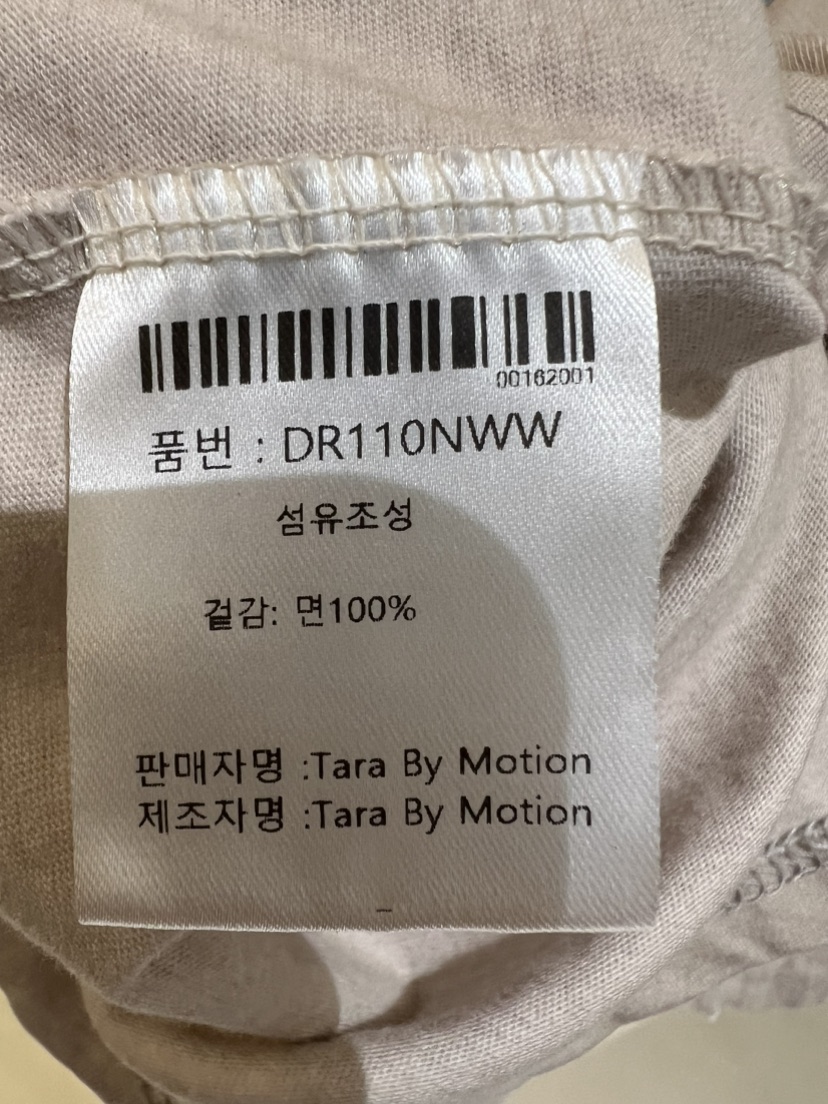 00162001
품번 : DR110NWW
섬유조성
겉감: 면100%
판매자명 :Tara By Motion
제조자명 :Tara By Motion